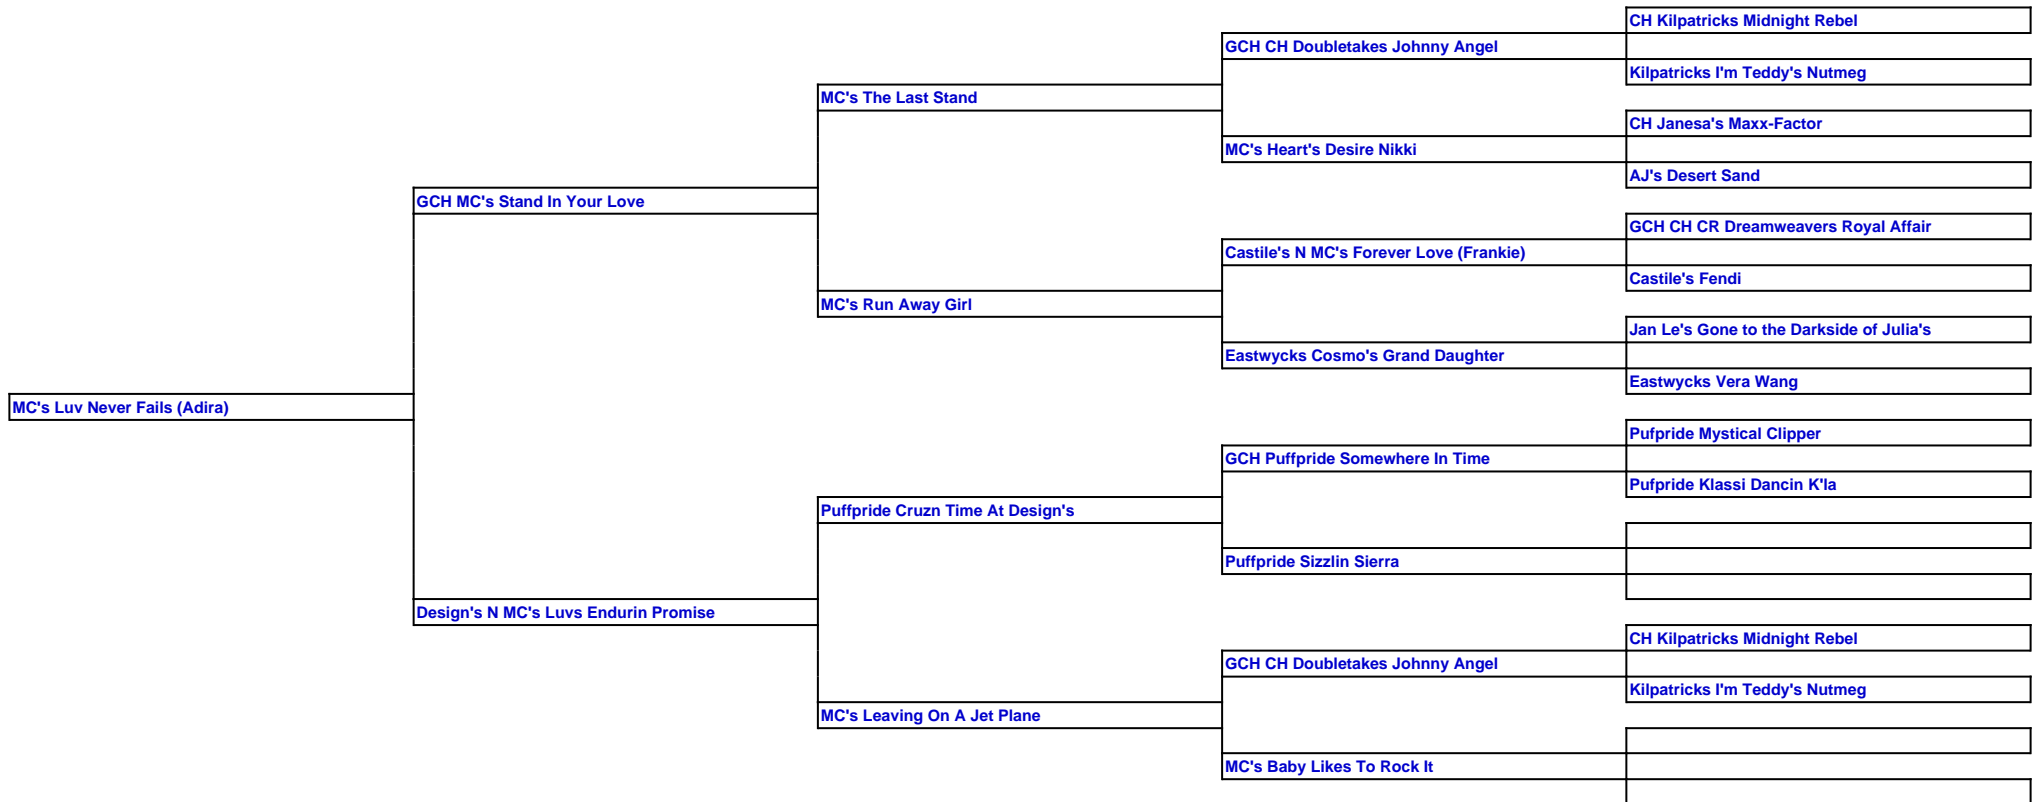 CH Kilpatricks Midnight Rebel
GCH CH Doubletakes Johnny Angel
Kilpatricks I'm Teddy's Nutmeg
MC's The Last Stand
CH Janesa's Maxx-Factor
MC's Heart's Desire Nikki
AJ's Desert Sand
GCH MC's Stand In Your Love
GCH CH CR Dreamweavers Royal Affair
Castile's N MC's Forever Love (Frankie)
Castile's Fendi
MC's Run Away Girl
Jan Le's Gone to the Darkside of Julia's
Eastwycks Cosmo's Grand Daughter
Eastwycks Vera Wang
MC's Luv Never Fails (Adira)
Pufpride Mystical Clipper
GCH Puffpride Somewhere In Time
Pufpride Klassi Dancin K'la
Puffpride Cruzn Time At Design's
Puffpride Sizzlin Sierra
Design's N MC's Luvs Endurin Promise
CH Kilpatricks Midnight Rebel
GCH CH Doubletakes Johnny Angel
Kilpatricks I'm Teddy's Nutmeg
MC's Leaving On A Jet Plane
MC's Baby Likes To Rock It